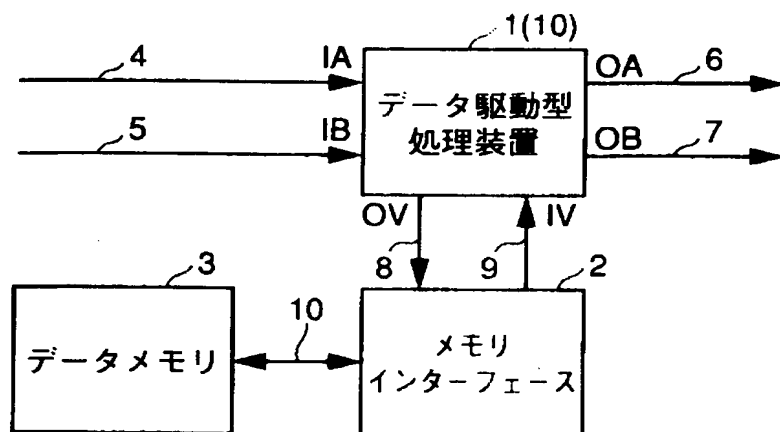 1(10)
4
IA
OA
6
データ駆動型
処理装置
5
IB
OB
7
OV
IV
8
9
3
2
データメモリ
10
メモリ
インターフェース